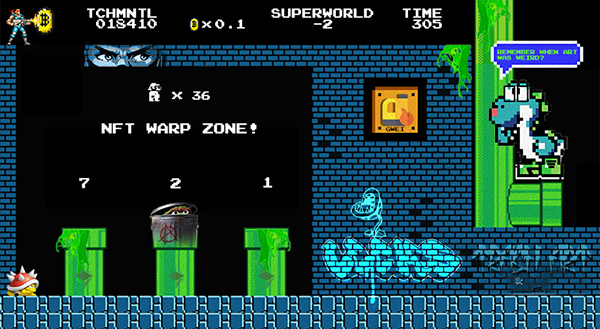 TCHMNTL
018410
×0.1
SUPERWORLD
-2
TIME
305
REMEMBER WHEN ART
WAS WEIRD?
× 36
NFT WARP ZONE!
GWEI
7 2 1